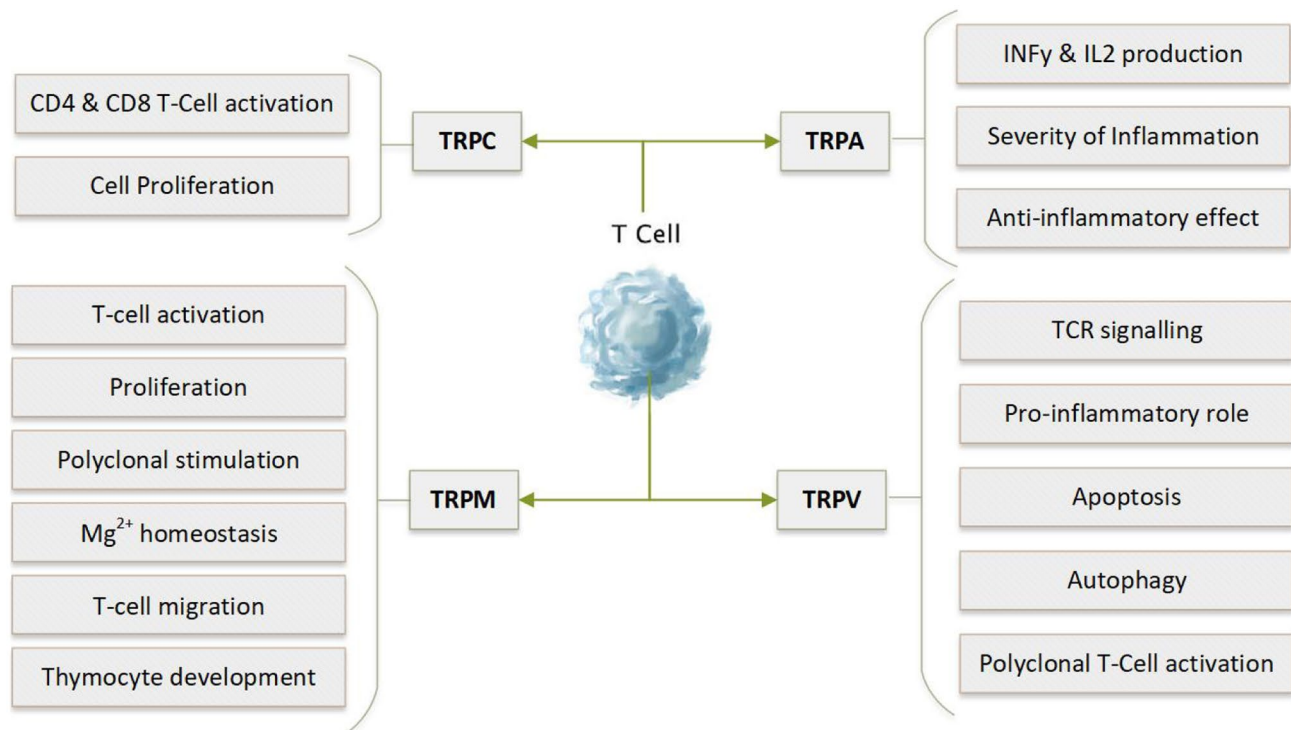 CD4 & CD8 T-Cell activation
Cell Proliferation
TRPC
TRPA
INFy & IL2 production
Severity of Inflammation
Anti-inflammatory effect
T Cell
T-cell activation
Proliferation
Polyclonal stimulation
Mg²⁺ homeostasis
T-cell migration
Thymocyte development
TRPM
TRPV
TCR signalling
Pro-inflammatory role
Apoptosis
Autophagy
Polyclonal T-Cell activation